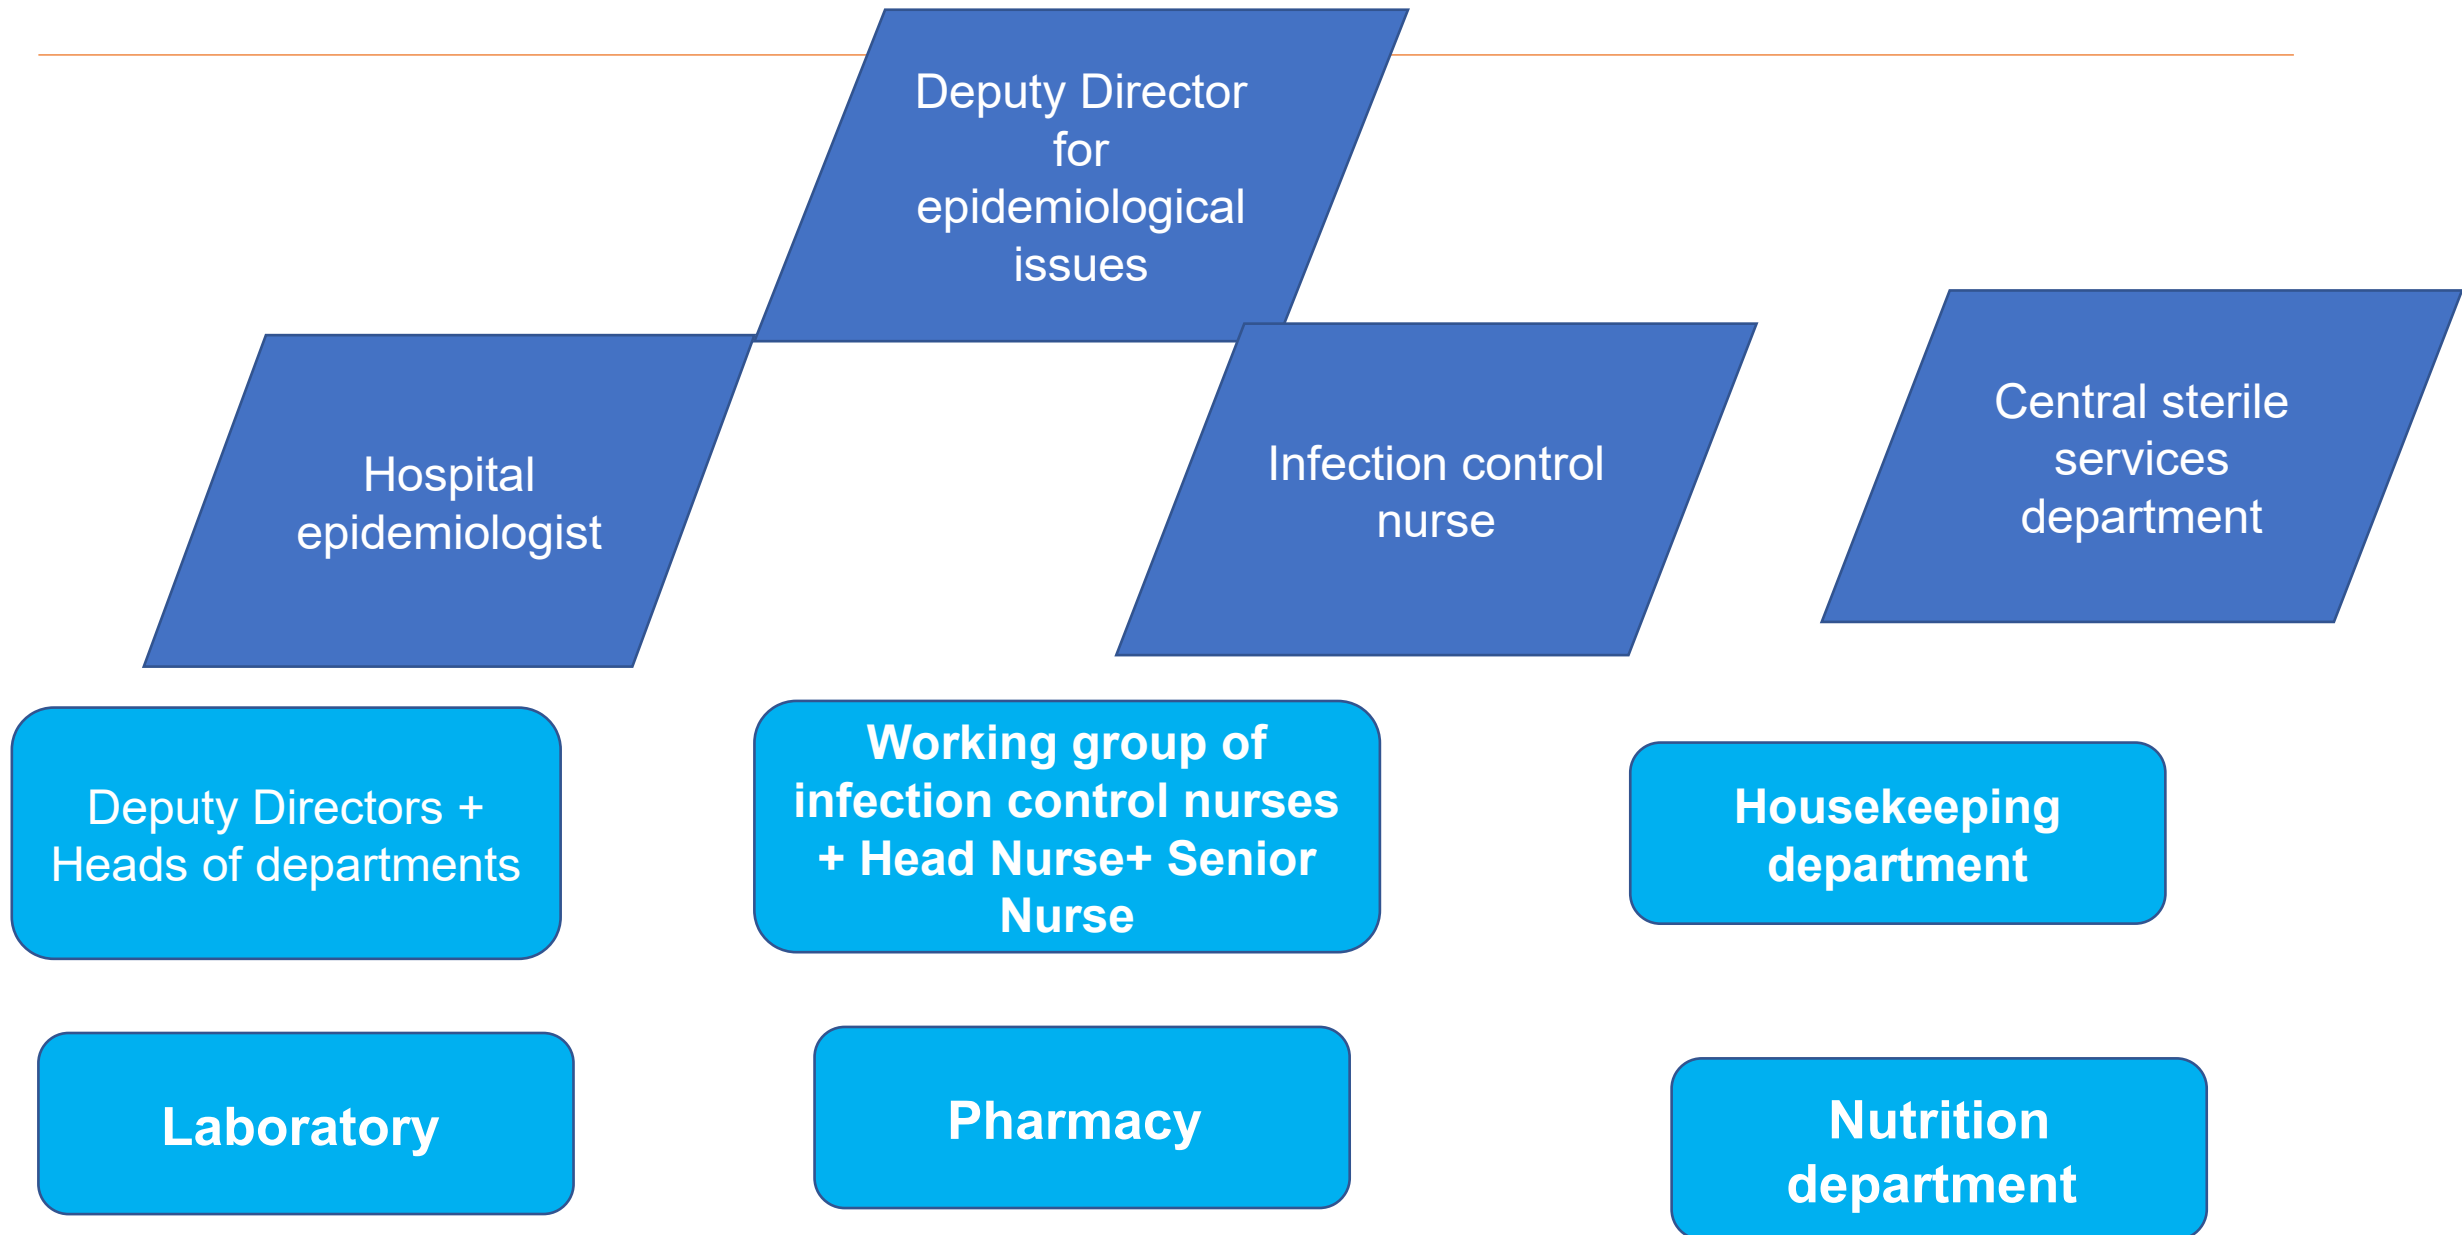 Deputy Director
for
epidemiological
issues
Hospital
epidemiologist
Infection control
nurse
Central sterile
services
department
Deputy Directors +
Heads of departments
Working group of
infection control nurses
+ Head Nurse+ Senior
Nurse
Housekeeping
department
Laboratory
Pharmacy
Nutrition
department